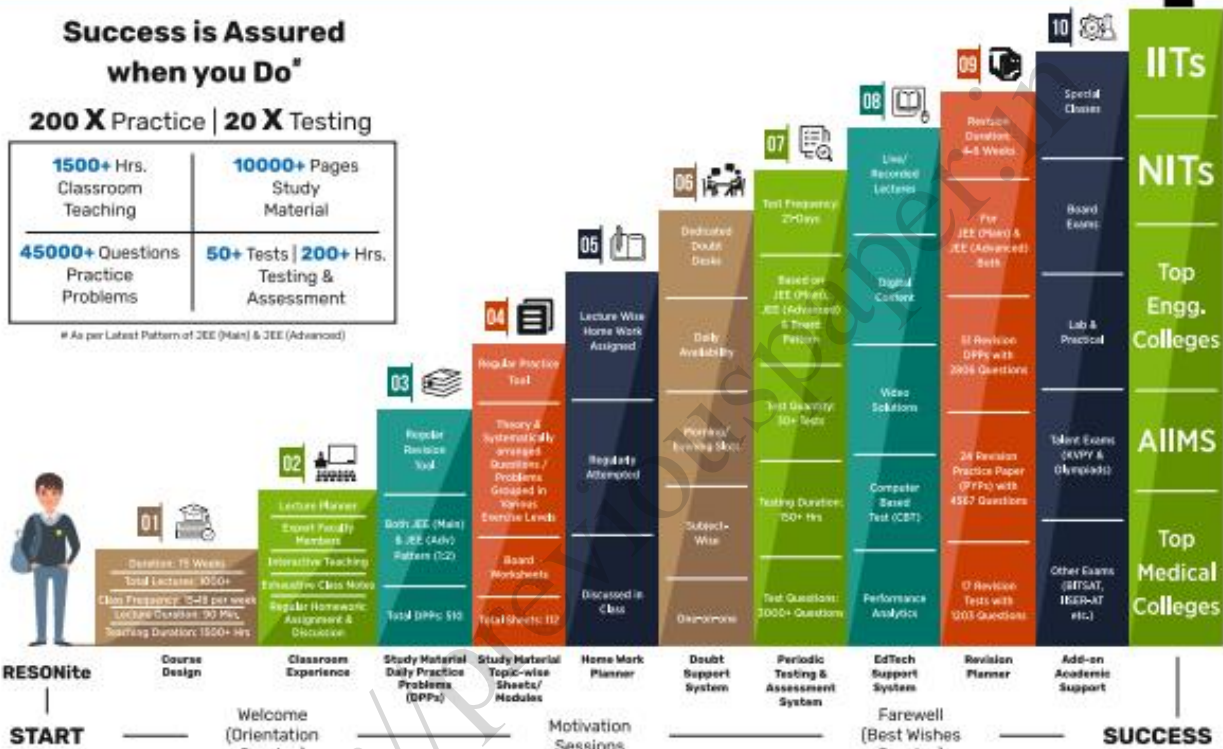 Success is Assured
when you Do#
200 X Practice | 20 X Testing
1500+ Hrs.
Classroom
Teaching
10000+ Pages
Study
Material
45000+ Questions
Practice
Problems
50+ Tests | 200+ Hrs.
Testing &
Assessment
# As per Latest Pattern of JEE (Main) & JEE (Advanced)
01
Duration: 75 Weeks
Total Lectures: 1000+
Class Frequency: 15-18 per week
Lecture Duration: 90 Min.
Teaching Duration: 1500+ Hrs
Course
Design
02
Lecture Planner
Expert Faculty
Members
Interactive Teaching
Exhaustive Class Notes
Regular Homework
Assignment &
Discussion
Classroom
Experience
03
Regular
Revision
Tool
Both JEE (Main)
& JEE (Adv)
Pattern (1:2)
Total DPPs: 510
Study Material
Daily Practice
Problems
(DPPs)
04
Regular Practice
Tool
Theory &
Systematically
arranged
Questions /
Problems
Grouped in
Various
Exercise Levels
Board
Worksheets
Total Sheets: 112
Study Material
Topic-wise
Sheets/
Modules
05
Lecture Wise
Home Work
Assigned
Regularly
Attempted
Discussed in
Class
Home Work
Planner
06
Dedicated
Doubt
Desks
Daily
Availability
Morning/
Evening Slots
Subject-
Wise
One-on-one
Doubt
Support
System
07
Test Frequency:
21-Days
Based on
JEE (Main),
JEE (Advanced)
& Board
Pattern
Test Quantity:
50+ Tests
Testing Duration:
150+ Hrs
Test Questions:
3000+ Questions
Periodic
Testing &
Assessment
System
08
Live/
Recorded
Lectures
Digital
Content
Video
Solutions
Computer
Based
Test (CBT)
Performance
Analytics
EdTech
Support
System
09
Revision
Duration:
Weeks
For
JEE (Main) &
JEE (Advanced)
Both
51 Revision
DPPs with
2806 Questions
24 Revision
Practice Paper
(PYPs) with
4567 Questions
17 Revision
Tests with
1203 Questions
Revision
Planner
10
Special
Classes
Board
Exams
Lab &
Practical
Talent Exams
(KVPY &
Olympiads)
Other Exams
(BITSAT,
IISER-AT
etc.)
Add-on
Academic
Support
IITs
NITs
Top
Engg.
Colleges
AIIMS
Top
Medical
Colleges
RESONite
START
Welcome
(Orientation
Motivation
Sessions
Farewell
(Best Wishes
SUCCESS
//previouspaper.in